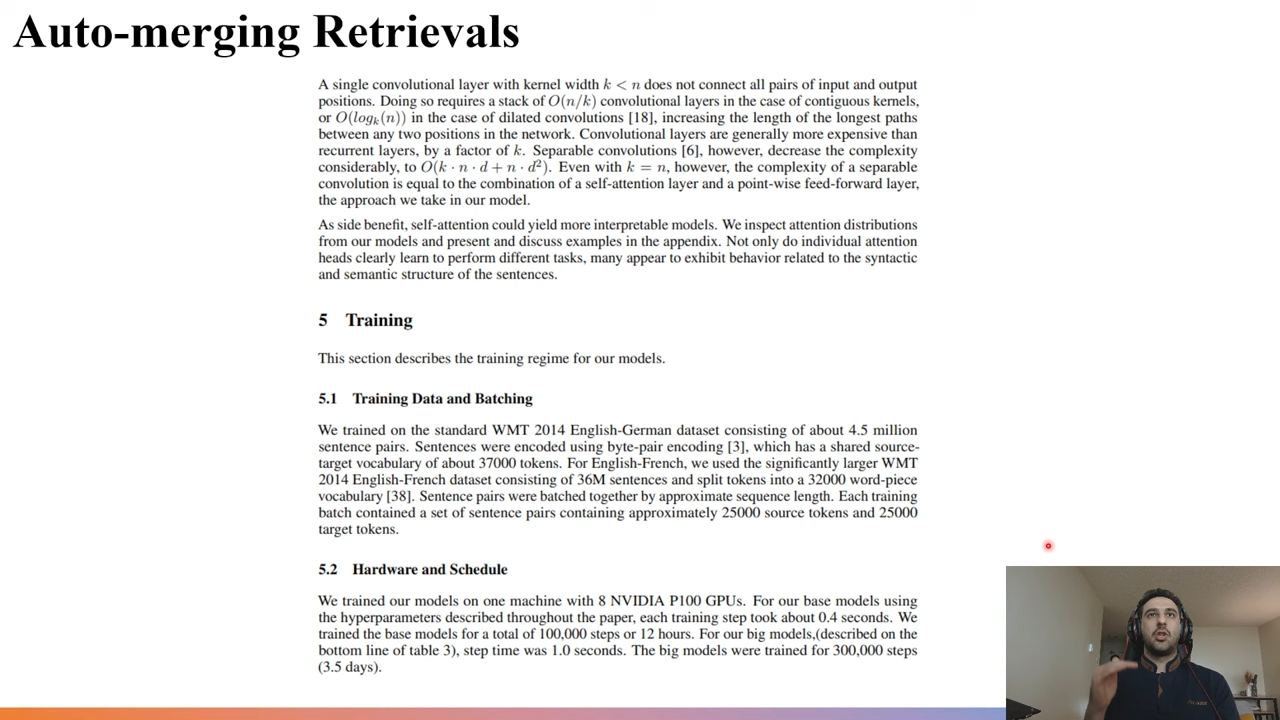 Auto-merging Retrievals
A single convolutional layer with kernel width k < n does not connect all pairs of input and output
positions. Doing so requires a stack of O(n/k) convolutional layers in the case of contiguous kernels,
or O(logₖ(n)) in the case of dilated convolutions [18], increasing the length of the longest paths
between any two positions in the network. Convolutional layers are generally more expensive than
recurrent layers, by a factor of k. Separable convolutions [6], however, decrease the complexity
considerably, to O(k · n · d + n · d²). Even with k = n, however, the complexity of a separable
convolution is equal to the combination of a self-attention layer and a point-wise feed-forward layer,
the approach we take in our model.
As side benefit, self-attention could yield more interpretable models. We inspect attention distributions
from our models and present and discuss examples in the appendix. Not only do individual attention
heads clearly learn to perform different tasks, many appear to exhibit behavior related to the syntactic
and semantic structure of the sentences.
5 Training
This section describes the training regime for our models.
5.1 Training Data and Batching
We trained on the standard WMT 2014 English-German dataset consisting of about 4.5 million
sentence pairs. Sentences were encoded using byte-pair encoding [3], which has a shared source-
target vocabulary of about 37000 tokens. For English-French, we used the significantly larger WMT
2014 English-French dataset consisting of 36M sentences and split tokens into a 32000 word-piece
vocabulary [38]. Sentence pairs were batched together by approximate sequence length. Each training
batch contained a set of sentence pairs containing approximately 25000 source tokens and 25000
target tokens.
5.2 Hardware and Schedule
We trained our models on one machine with 8 NVIDIA P100 GPUs. For our base models using
the hyperparameters described throughout the paper, each training step took about 0.4 seconds. We
trained the base models for a total of 100,000 steps or 12 hours. For our big models,(described on the
bottom line of table 3), step time was 1.0 seconds. The big models were trained for 300,000 steps
(3.5 days).